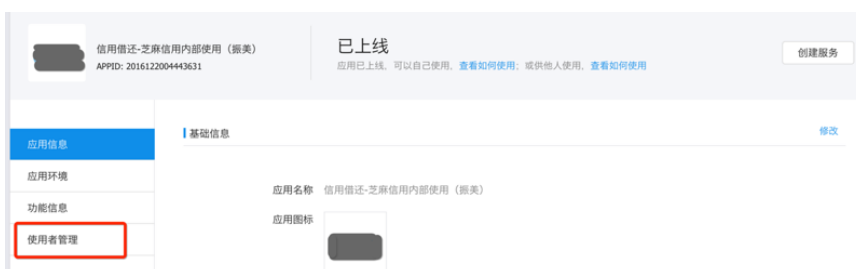 信用借还-芝麻信用内部使用（振美）
APPID: 2016122004443631
已上线
应用已上线，可以自己使用，查看如何使用；或供他人使用，查看如何使用
创建服务
应用信息
应用环境
功能信息
使用者管理
基础信息
修改
应用名称 信用借还-芝麻信用内部使用（振美）
应用图标